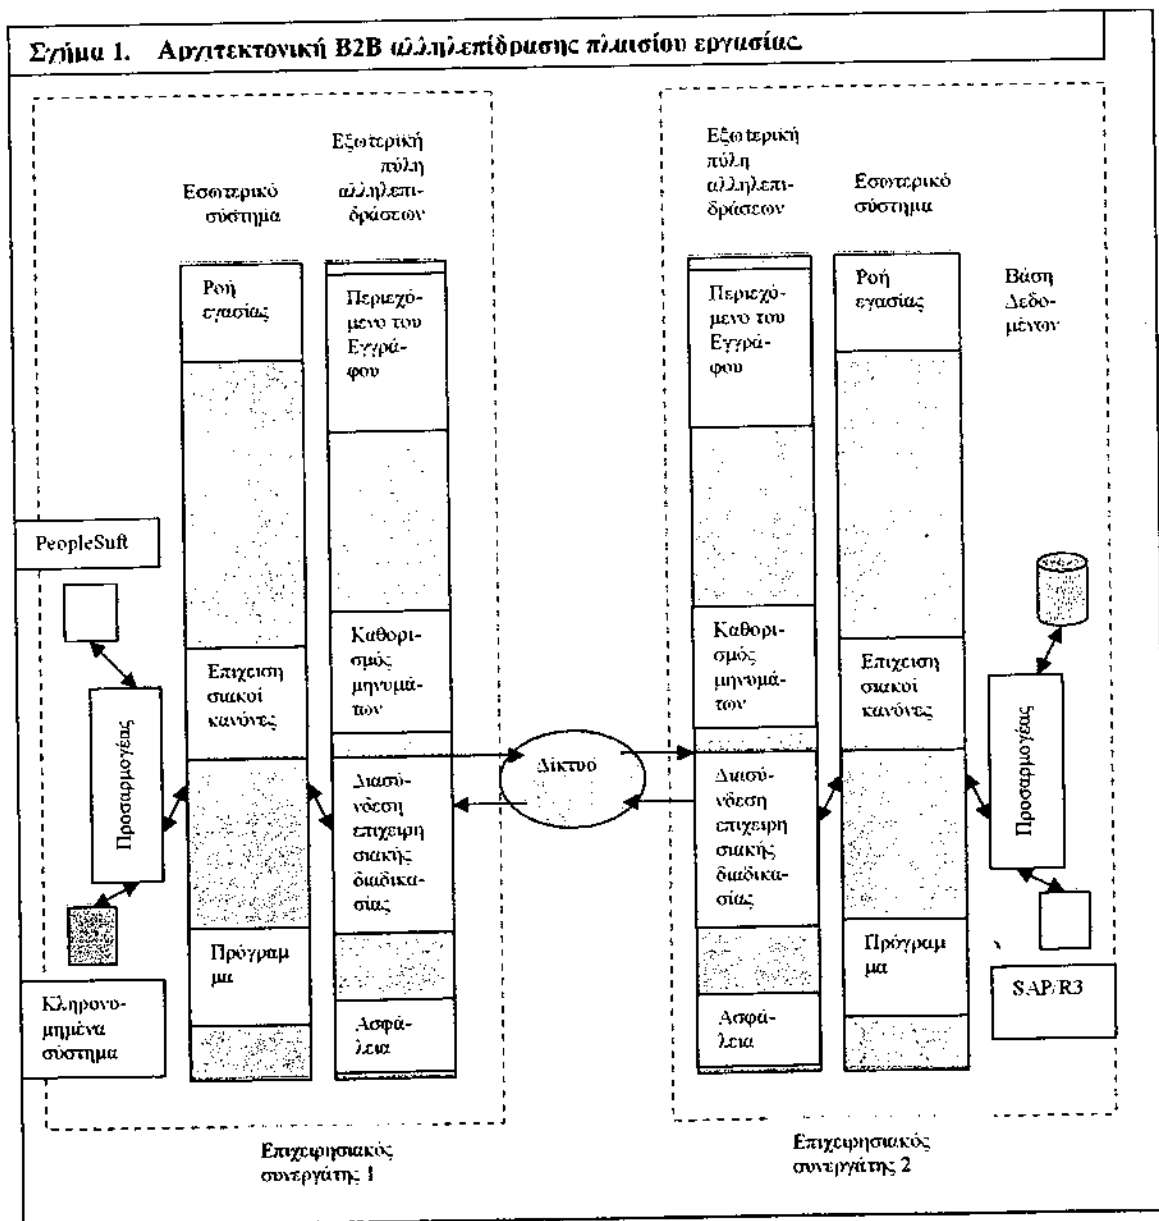 Σχήμα 1. Αρχιτεκτονική B2B αλληλεπίδρασης πλαισίου εργασίας.
Εσωτερικό
σύστημα
Εξωτερική
πύλη
αλληλεπι-
δράσεων
Ροή
εγασίας
Περιεχό-
μενο του
Εγγρά-
φου
PeopleSuft
Επιχειση
σιακοί
κανόνες
Καθορι-
σμός
μηνυμά-
των
Προσαρμογέας
Διασύ-
νδεση
επιχειρη
σιακής
διαδικα-
σίας
Πρόγραμ
μα
Ασφά-
λεια
Κληρονυ-
μημένα
σύστημα
Επιχειρησιακός
συνεργάτης 1
Δίκτυο
Εξωτερική
πύλη
αλληλεπι-
δράσεων
Εσωτερικό
σύστημα
Βάση
Δεδο-
μέντων
Περιεχό-
μενο του
Εγγρά-
φου
Ροή
εγασίας
Καθορι-
σμός
μηνυμά-
των
Επιχειση
σιακοί
κανόνες
Διασύ-
νδεση
επιχειρη
σιακής
διαδικα-
σίας
Προσαρμογέας
Πρόγραμ
μα
Ασφά-
λεια
SAP/R3
Επιχειρησιακός
συνεργάτης 2